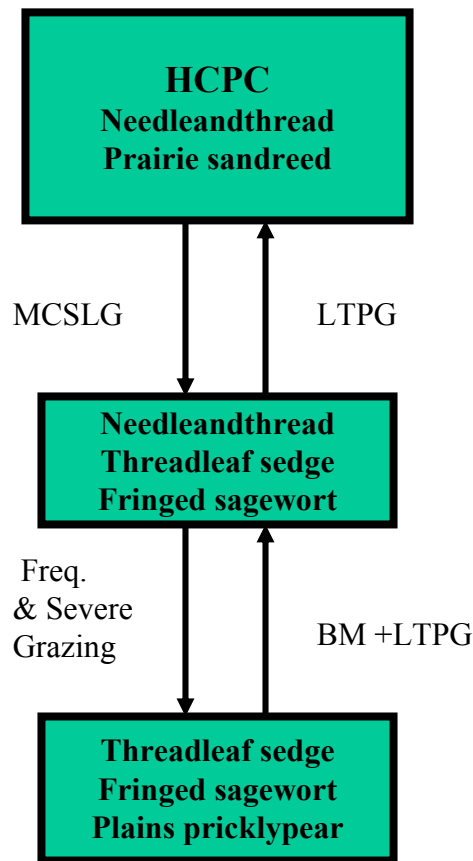 HCPC
Needleandthread
Prairie sandreed
MCSLG
LTPG
Needleandthread
Threadleaf sedge
Fringed sagewort
Freq.
& Severe
Grazing
BM +LTPG
Threadleaf sedge
Fringed sagewort
Plains pricklypear